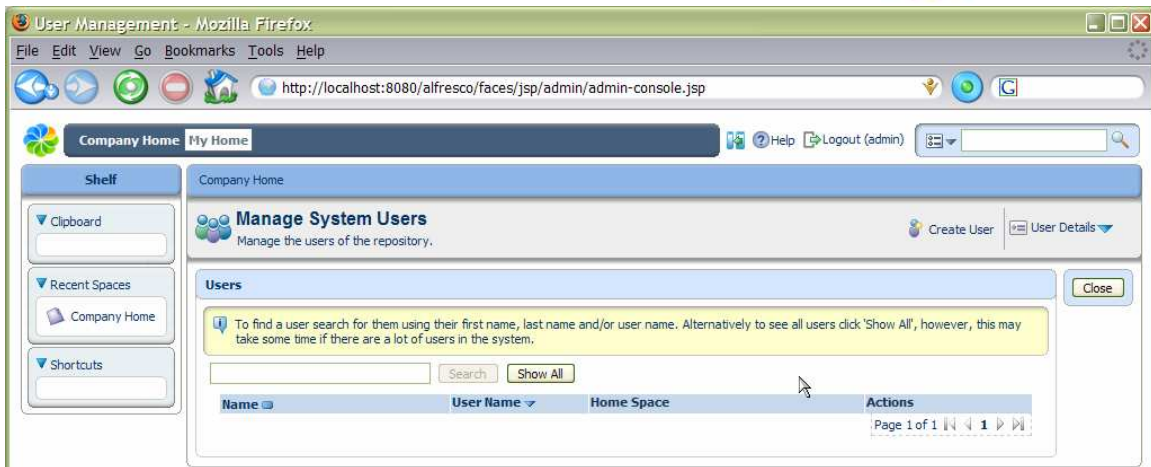 User Management - Mozilla Firefox
File Edit View Go Bookmarks Tools Help
http://localhost:8080/alfresco/faces/jsp/admin/admin-console.jsp
G
Company Home My Home
Help Logout (admin)
Shelf
Company Home
Clipboard
Manage System Users
Manage the users of the repository.
Create User
User Details
Recent Spaces
Company Home
Shortcuts
Users
Close
To find a user search for them using their first name, last name and/or user name. Alternatively to see all users click 'Show All', however, this may
take some time if there are a lot of users in the system.
Search Show All
Name User Name Home Space Actions
Page 1 of 1 1